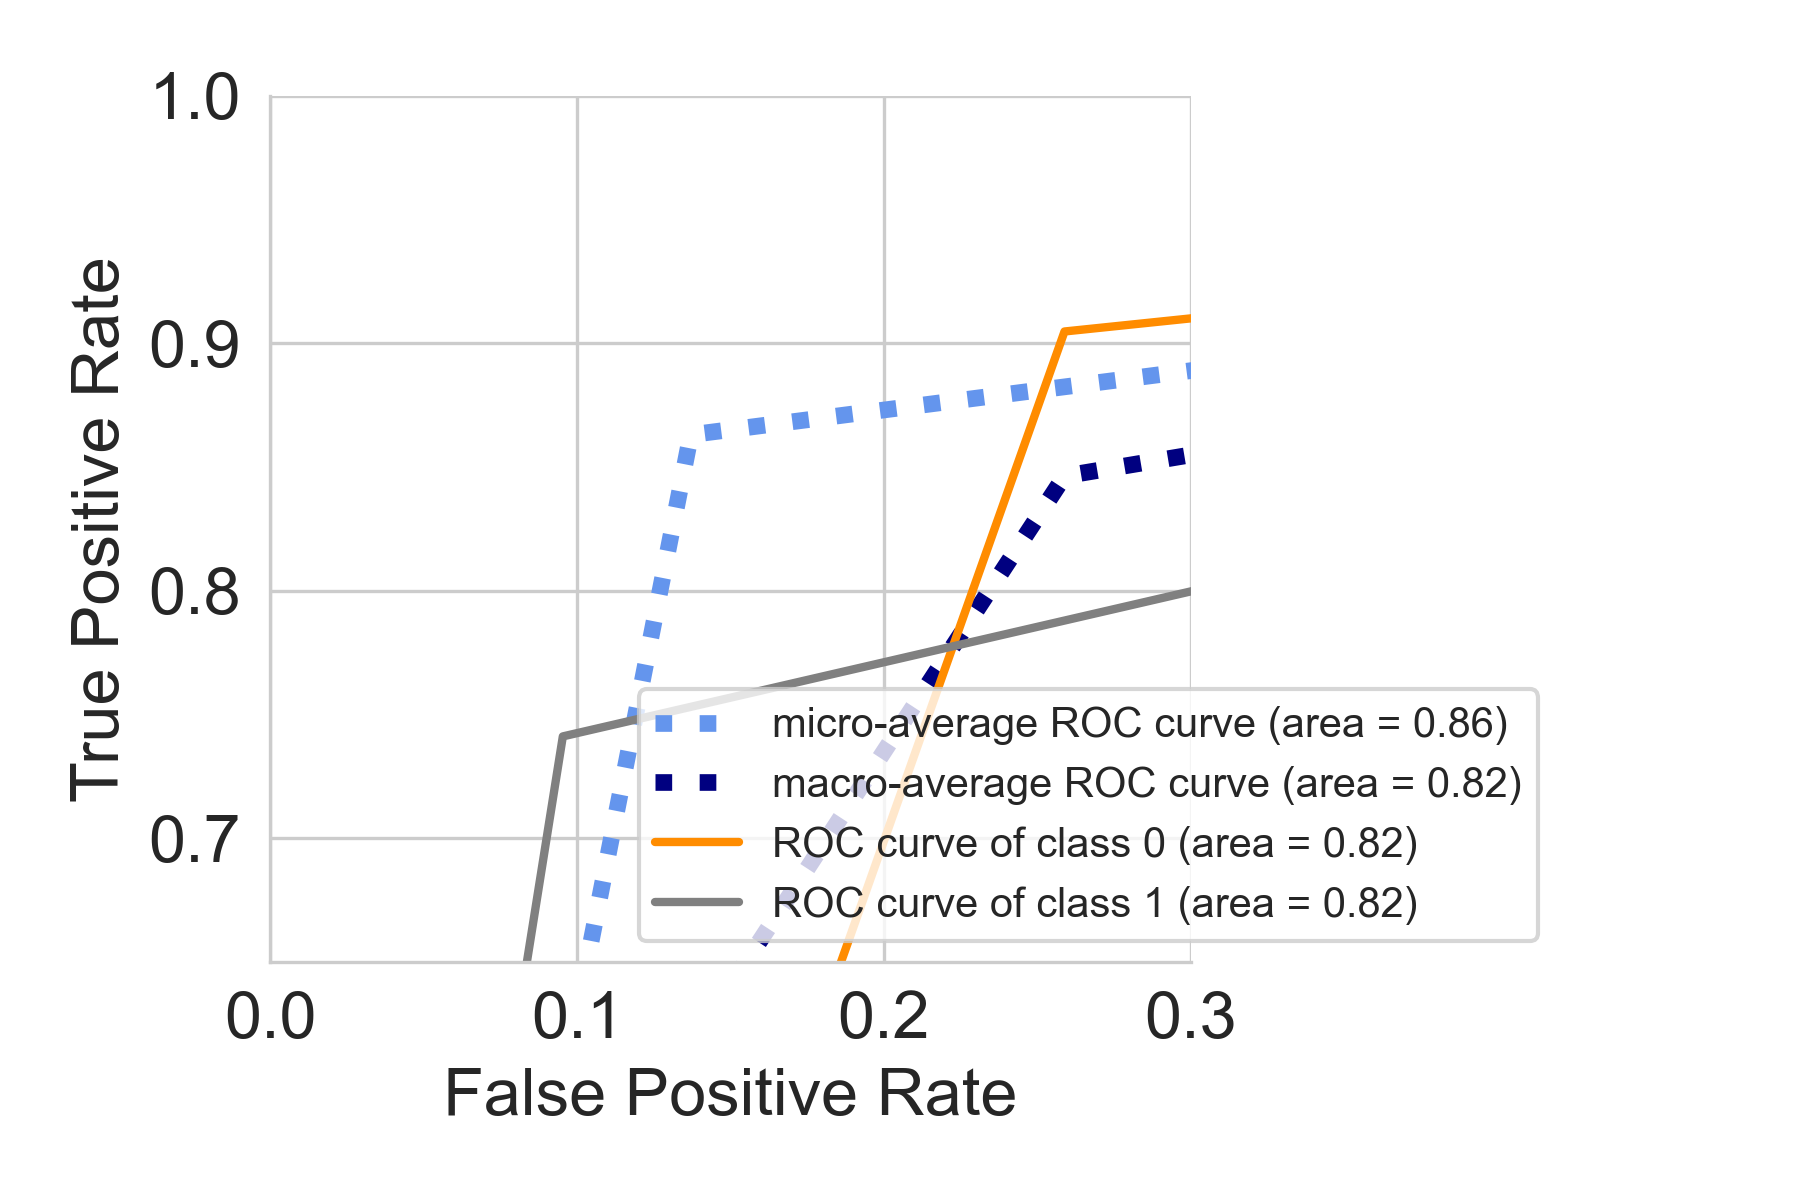 1.0
0.9
0.8
0.7
True Positive Rate
0.0 0.1 0.2 0.3
False Positive Rate
micro-average ROC curve (area = 0.86)
macro-average ROC curve (area = 0.82)
ROC curve of class 0 (area = 0.82)
ROC curve of class 1 (area = 0.82)